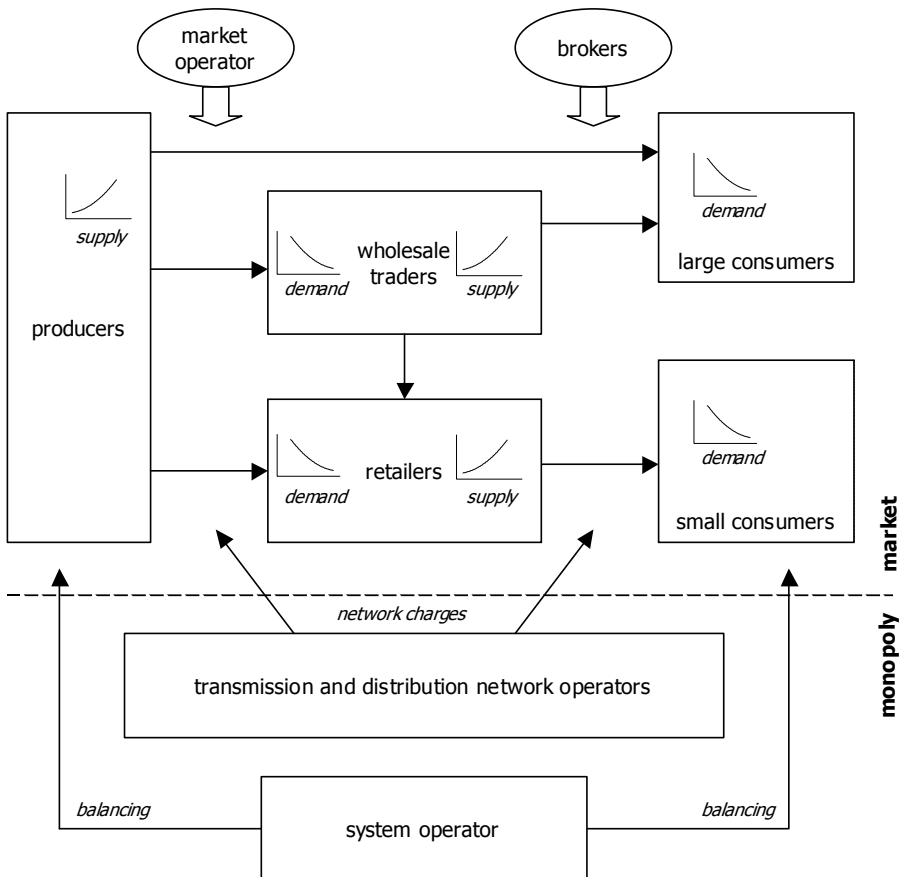 market
operator
brokers
supply
producers
demand
wholesale
traders
supply
demand
large consumers
demand
retailers
supply
demand
small consumers
market
network charges
monopoly
transmission and distribution network operators
balancing
system operator
balancing